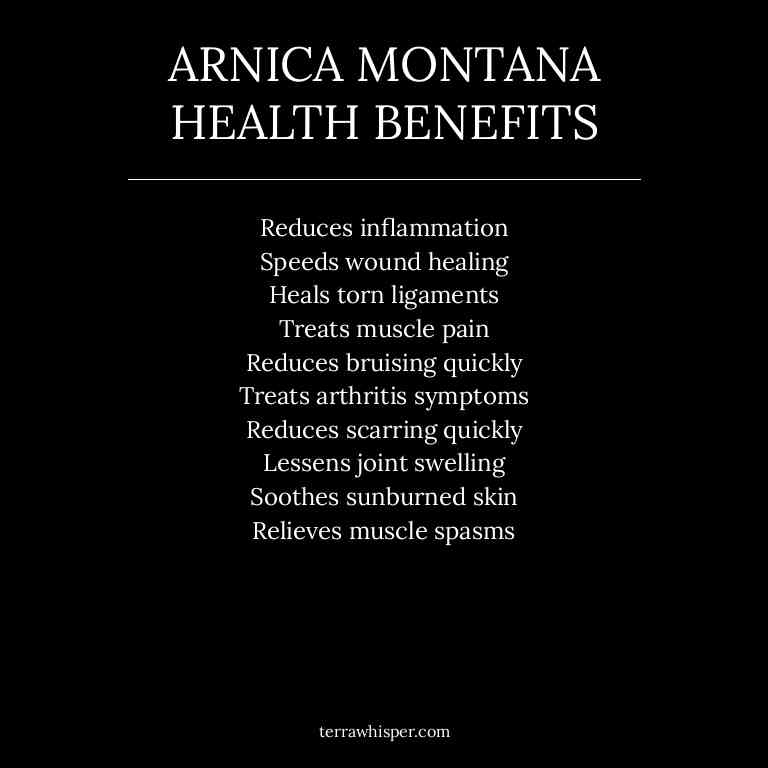 ARNICA MONTANA
HEALTH BENEFITS
Reduces inflammation
Speeds wound healing
Heals torn ligaments
Treats muscle pain
Reduces bruising quickly
Treats arthritis symptoms
Reduces scarring quickly
Lessens joint swelling
Soothes sunburned skin
Relieves muscle spasms
terrawhisper.com